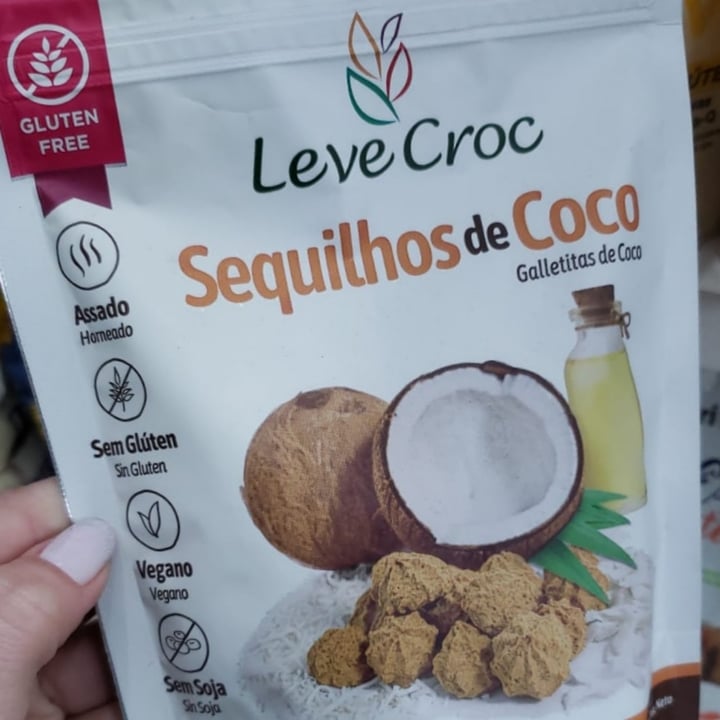 GLUTEN
FREE
Leve Croc
Sequilhos de Coco
Galletitas de Coco
Assado
Horneado
Sem Glúten
Sin Gluten
Vegano
Vegano
Sem Soja
Sin Soja
Neto